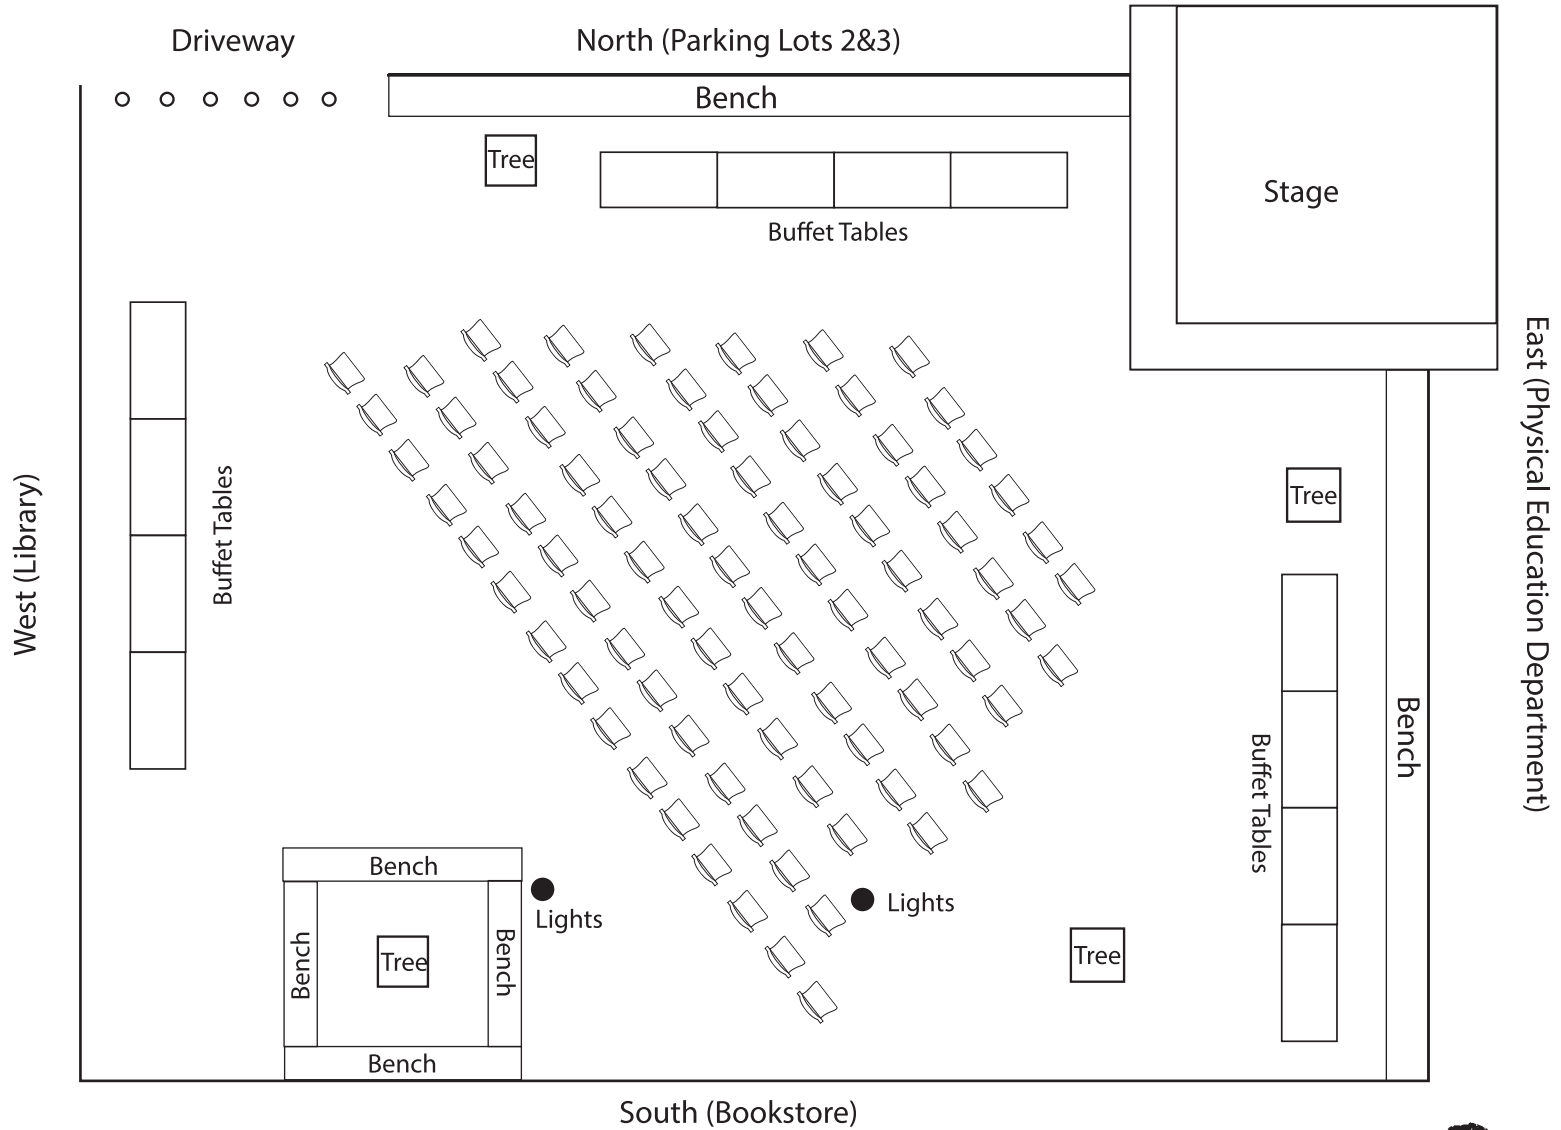 Driveway
North (Parking Lots 2&3)
Bench
Tree
Stage
Buffet Tables
West (Library)
Buffet Tables
East (Physical Education Department)
Tree
Bench
Buffet Tables
Bench
Lights
Lights
Bench
Tree
Bench
Tree
Bench
South (Bookstore)